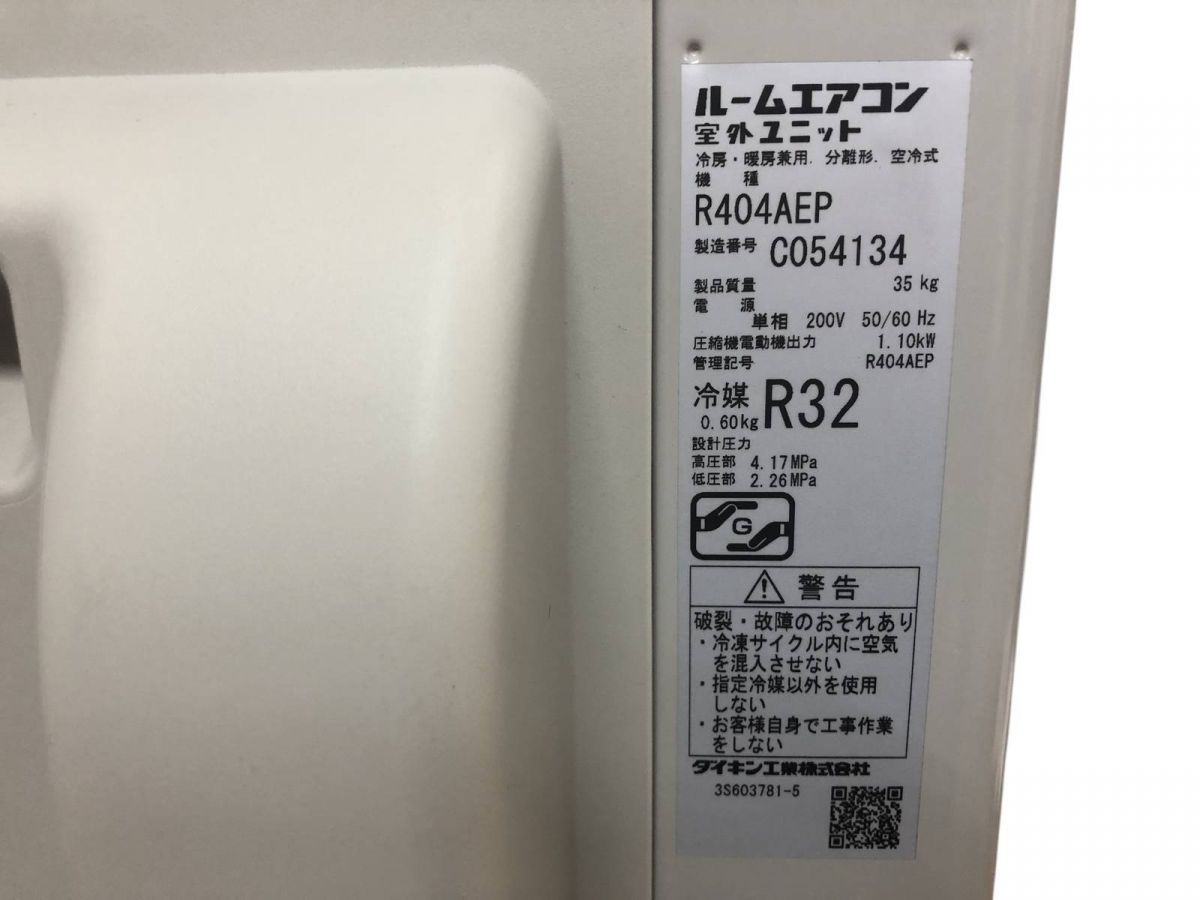 ルームエアコン
室外ユニット
冷房・暖房兼用．分離形．空冷式
機 種
R404AEP
製造番号 C054134
製品質量 35 kg
電 源
単相 200V 50/60 Hz
圧縮機電動機出力 1.10kW
管理記号 R404AEP
冷媒 R32
0.60kg
設計圧力
高圧部 4.17MPa
低圧部 2.26MPa
G
警告
破裂・故障のおそれあり
・冷凍サイクル内に空気
を混入させない
・指定冷媒以外を使用
しない
・お客様自身で工事作業
をしない
ダイキン工業株式会社
3S603781-5